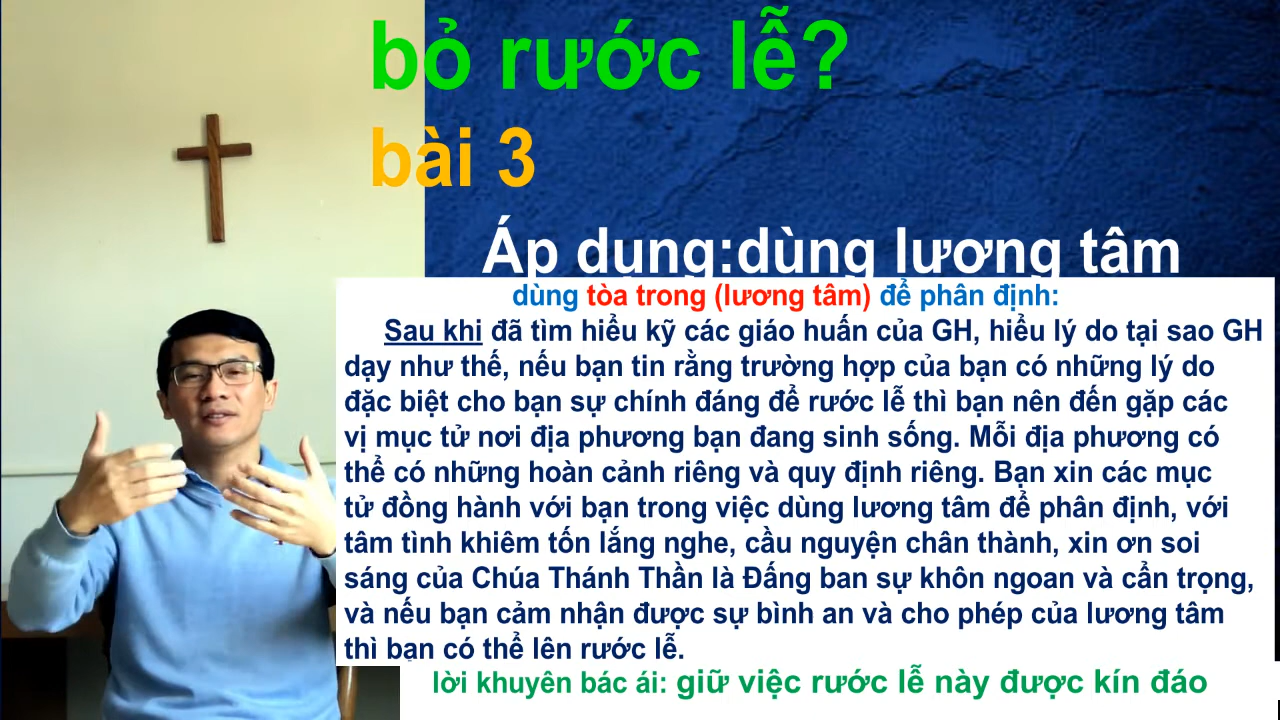 bỏ rước lễ?
bài 3
Áp dụng:dùng lương tâm
dùng tòa trong (lương tâm) để phân định:
Sau khi đã tìm hiểu kỹ các giáo huấn của GH, hiểu lý do tại sao GH
dạy như thế, nếu bạn tin rằng trường hợp của bạn có những lý do
đặc biệt cho bạn sự chính đáng để rước lễ thì bạn nên đến gặp các
vị mục tử nơi địa phương bạn đang sinh sống. Mỗi địa phương có
thể có những hoàn cảnh riêng và quy định riêng. Bạn xin các mục
tử đồng hành với bạn trong việc dùng lương tâm để phân định, với
tâm tình khiêm tốn lắng nghe, cầu nguyện chân thành, xin ơn soi
sáng của Chúa Thánh Thần là Đấng ban sự khôn ngoan và cẩn trọng,
và nếu bạn cảm nhận được sự bình an và cho phép của lương tâm
thì bạn có thể lên rước lễ.
lời khuyên bác ái: giữ việc rước lễ này được kín đáo